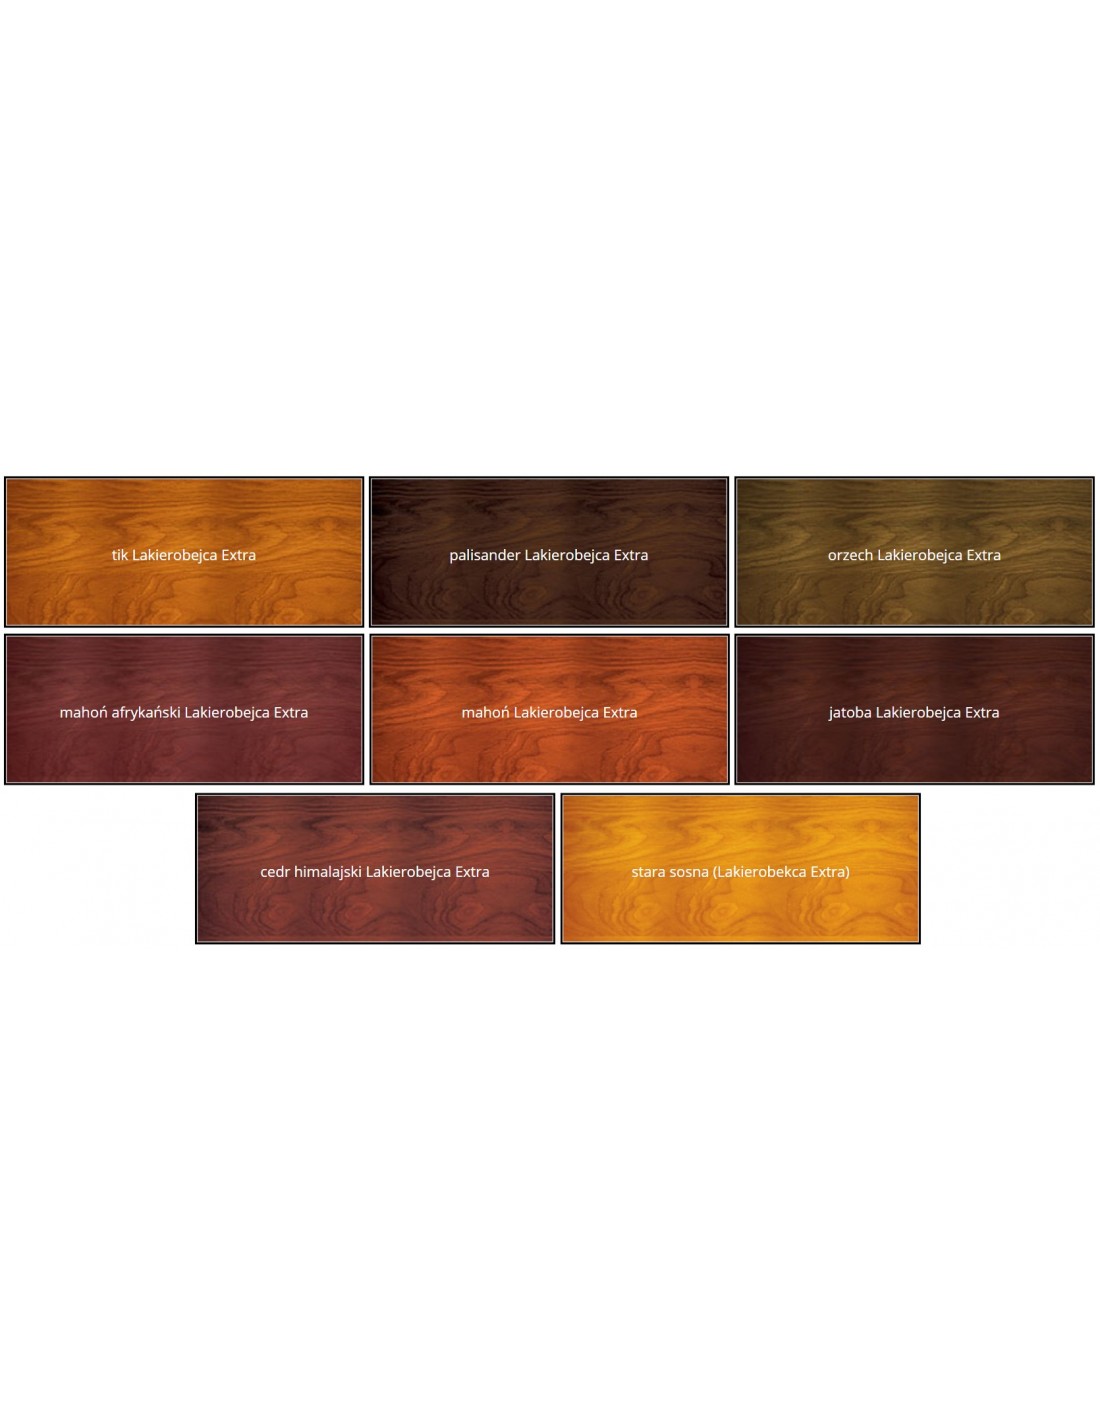 tik Lakierobejca Extra
palisander Lakierobejca Extra
orzech Lakierobejca Extra
mahoń afrykański Lakierobejca Extra
mahoń Lakierobejca Extra
jatoba Lakierobejca Extra
cedr himalajski Lakierobejca Extra
stara sosna (Lakierobekca Extra)